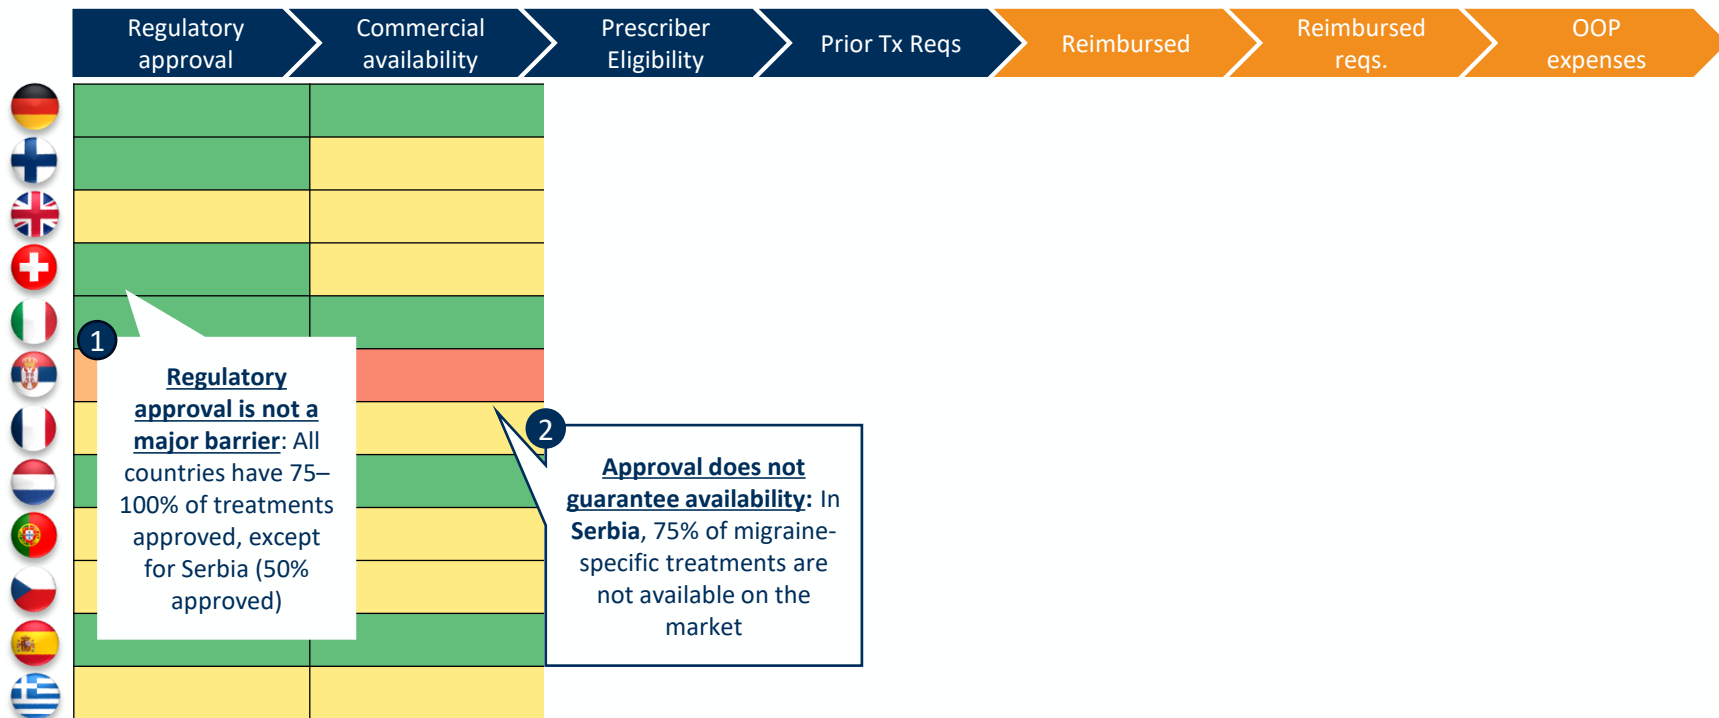 Regulatory
approval
Commercial
availability
Prescriber
Eligibility
Prior Tx Reqs
Reimbursed
Reimbursed
reqs.
OOP
expenses
1
Regulatory
approval is not a
major barrier: All
countries have 75–
100% of treatments
approved, except
for Serbia (50%
approved)
2
Approval does not
guarantee availability: In
Serbia, 75% of migraine-
specific treatments are
not available on the
market